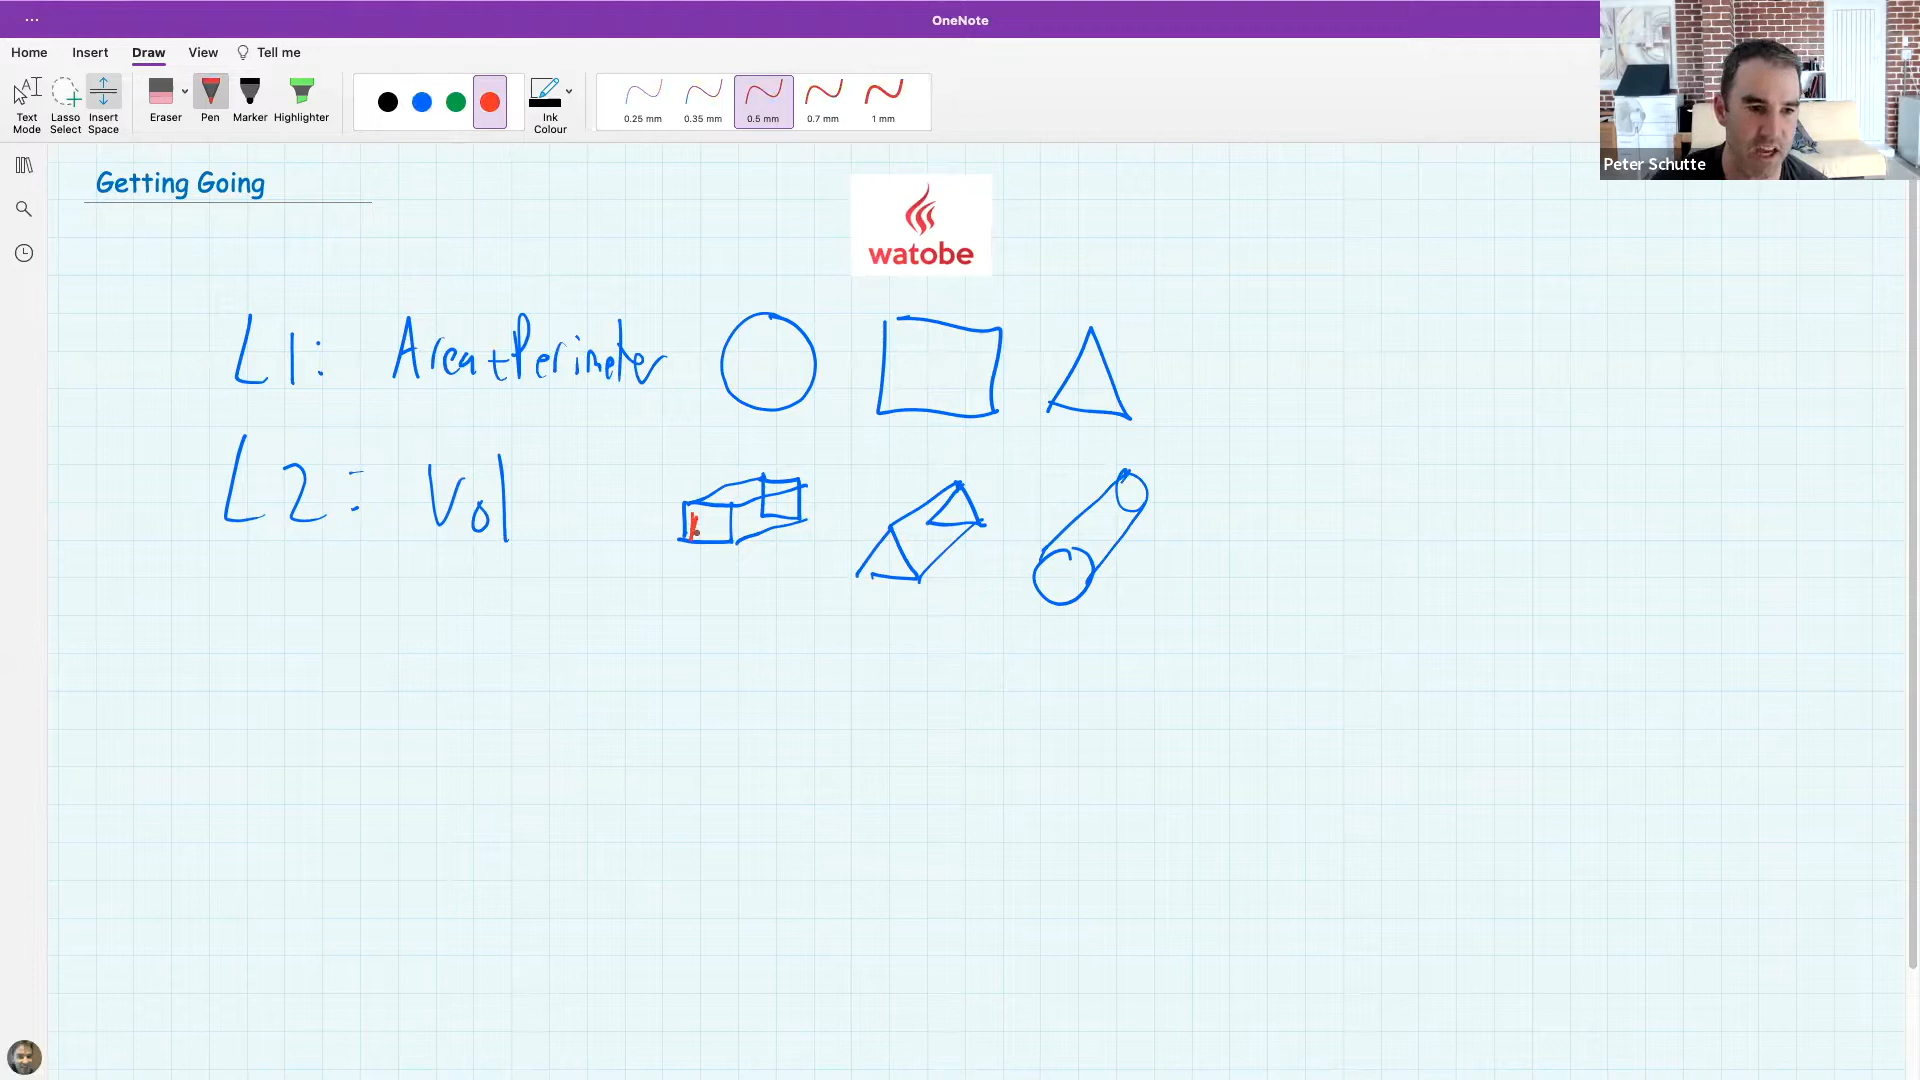 OneNote
Home Insert Draw View Tell me
Text Mode Lasso Select Insert Space Eraser Pen Marker Highlighter Ink Colour 0.25 mm 0.35 mm 0.5 mm 0.7 mm 1 mm
Peter Schutte
Getting Going
watobe
L1: Area + Perimeter
L2: Vol